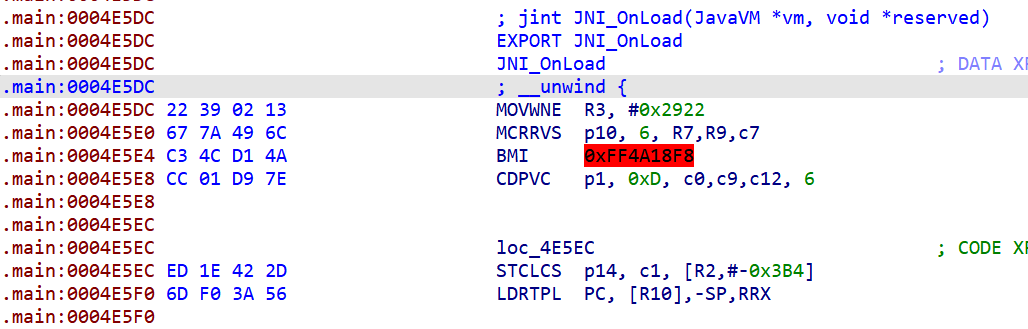 .main:0004E5DC ; jint JNI_OnLoad(JavaVM *vm, void *reserved)
.main:0004E5DC EXPORT JNI_OnLoad
.main:0004E5DC JNI_OnLoad ; DATA XF
.main:0004E5DC ; __unwind {
.main:0004E5DC 22 39 02 13 MOVWNE R3, #0x2922
.main:0004E5E0 67 7A 49 6C MCRRVS p10, 6, R7,R9,c7
.main:0004E5E4 C3 4C D1 4A BMI 0xFF4A18F8
.main:0004E5E8 CC 01 D9 7E CDPVC p1, 0xD, c0,c9,c12, 6
.main:0004E5E8
.main:0004E5EC
.main:0004E5EC loc_4E5EC ; CODE XF
.main:0004E5EC ED 1E 42 2D STCLCS p14, c1, [R2,#-0x3B4]
.main:0004E5F0 6D F0 3A 56 LDRTPL PC, [R10],-SP,RRX
.main:0004E5F0